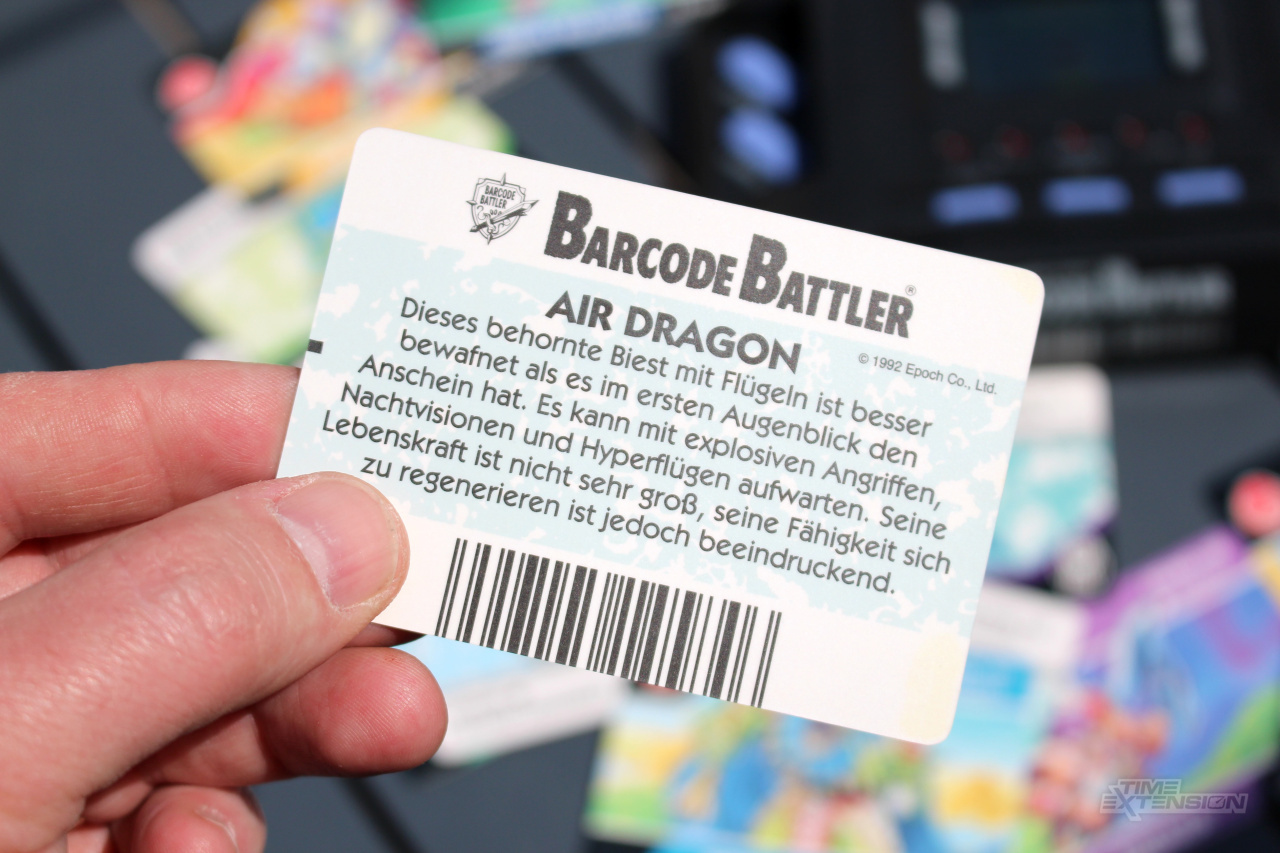 BARCODE
BATTLER
BARCODE BATTLER®
AIR DRAGON
© 1992 Epoch Co., Ltd.
Dieses behornte Biest mit Flügeln ist besser
bewafnet als es im ersten Augenblick den
Anschein hat. Es kann mit explosiven Angriffen,
Nachtvisionen und Hyperflügen aufwarten. Seine
Lebenskraft ist nicht sehr groß, seine Fähigkeit sich
zu regenerieren ist jedoch beeindruckend.
TIME
EXTENSION